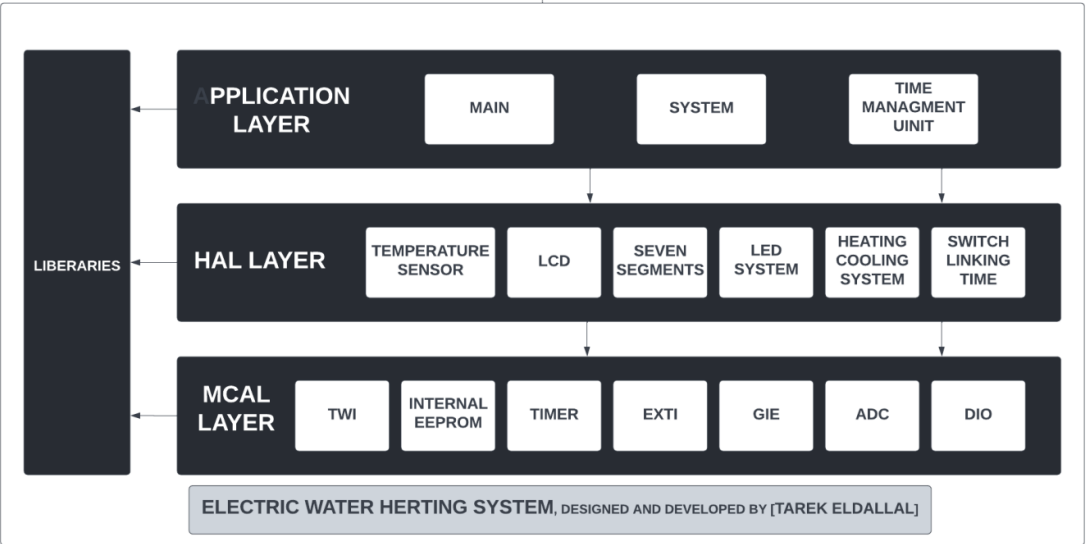 APPLICATION
LAYER
MAIN
SYSTEM
TIME
MANAGMENT
UINIT
LIBERARIES
HAL LAYER
TEMPERATURE
SENSOR
LCD
SEVEN
SEGMENTS
LED
SYSTEM
HEATING
COOLING
SYSTEM
SWITCH
LINKING
TIME
MCAL
LAYER
TWI
INTERNAL
EEPROM
TIMER
EXTI
GIE
ADC
DIO
ELECTRIC WATER HERTING SYSTEM, DESIGNED AND DEVELOPED BY [TAREK ELDALLAL]